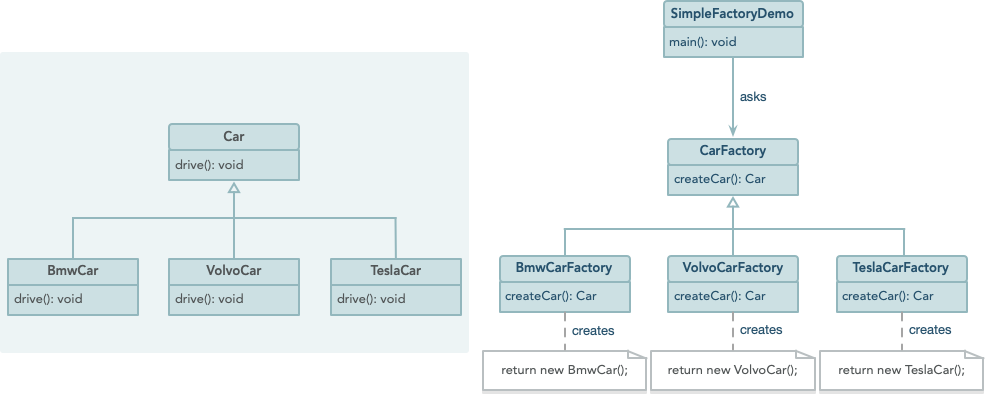 SimpleFactoryDemo
main(): void
asks
Car
drive(): void
BmwCar
drive(): void
VolvoCar
drive(): void
TeslaCar
drive(): void
CarFactory
createCar(): Car
BmwCarFactory
createCar(): Car
VolvoCarFactory
createCar(): Car
TeslaCarFactory
createCar(): Car
creates
creates
creates
return new BmwCar();
return new VolvoCar();
return new TeslaCar();